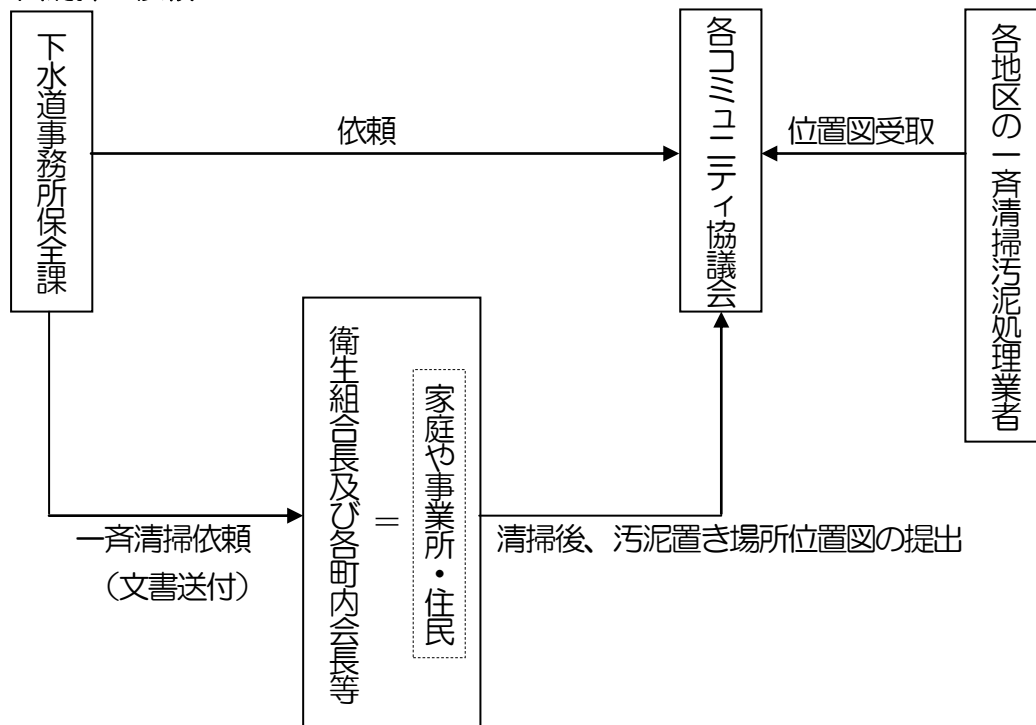 下水道事務所保全課
依頼
各コミュニティ協議会
位置図受取
各地区の一斉清掃汚泥処理業者
一斉清掃依頼
（文書送付）
衛生組合長及び各町内会長等
＝
家庭や事業所・住民
清掃後、汚泥置き場所位置図の提出